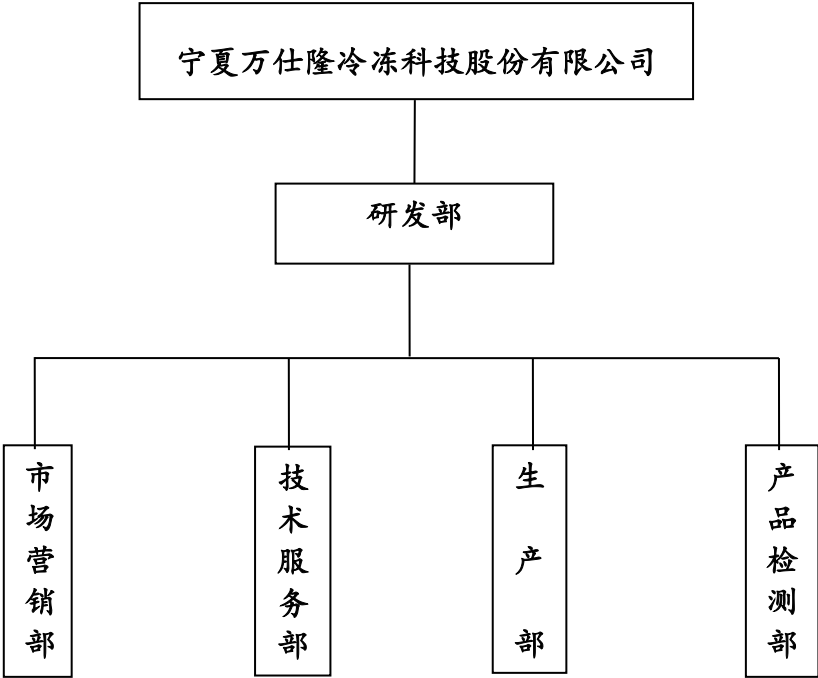 宁夏万仕隆冷冻科技股份有限公司
研发部
市场营销部
技术服务部
生产部
产品检测部